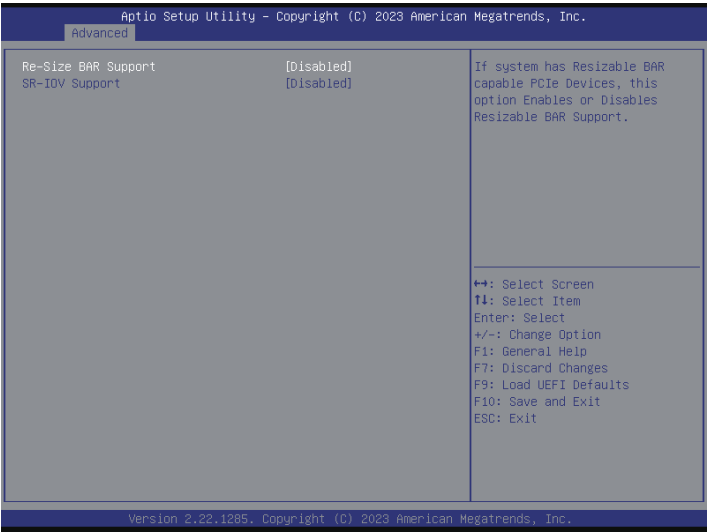 Aptio Setup Utility – Copyright (C) 2023 American Megatrends, Inc.
Advanced
Re-Size BAR Support [Disabled]
SR-IOV Support [Disabled]
If system has Resizable BAR
capable PCIe Devices, this
option Enables or Disables
Resizable BAR Support.
↔: Select Screen
↑↓: Select Item
Enter: Select
+/-: Change Option
F1: General Help
F7: Discard Changes
F9: Load UEFI Defaults
F10: Save and Exit
ESC: Exit
Version 2.22.1285. Copyright (C) 2023 American Megatrends, Inc.